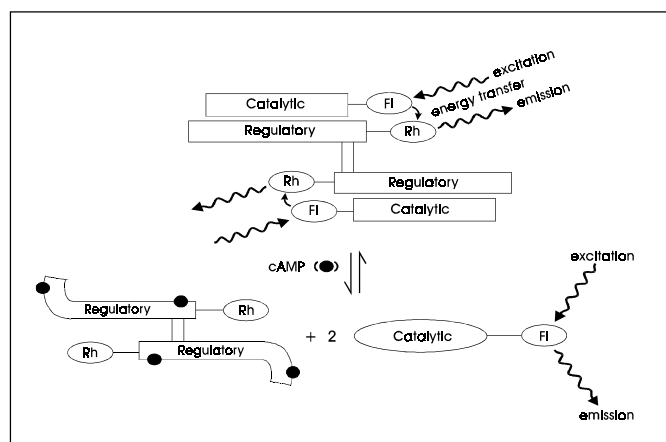 excitation
Catalytic Fl energy transfer
Regulatory Rh emission
Rh Regulatory
Fl Catalytic
cAMP ( )
excitation
Regulatory Rh
+ 2 Catalytic Fl
Rh Regulatory
emission